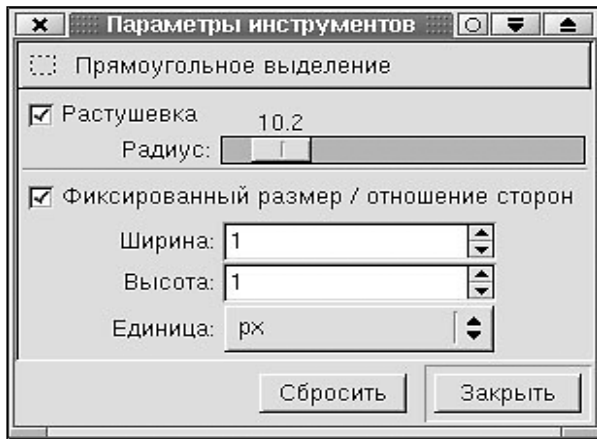 Параметры инструментов
Прямоугольное выделение
Растушевка
10.2
Радиус:
Фиксированный размер / отношение сторон
Ширина: 1
Высота: 1
Единица: px
Сбросить Закрыть